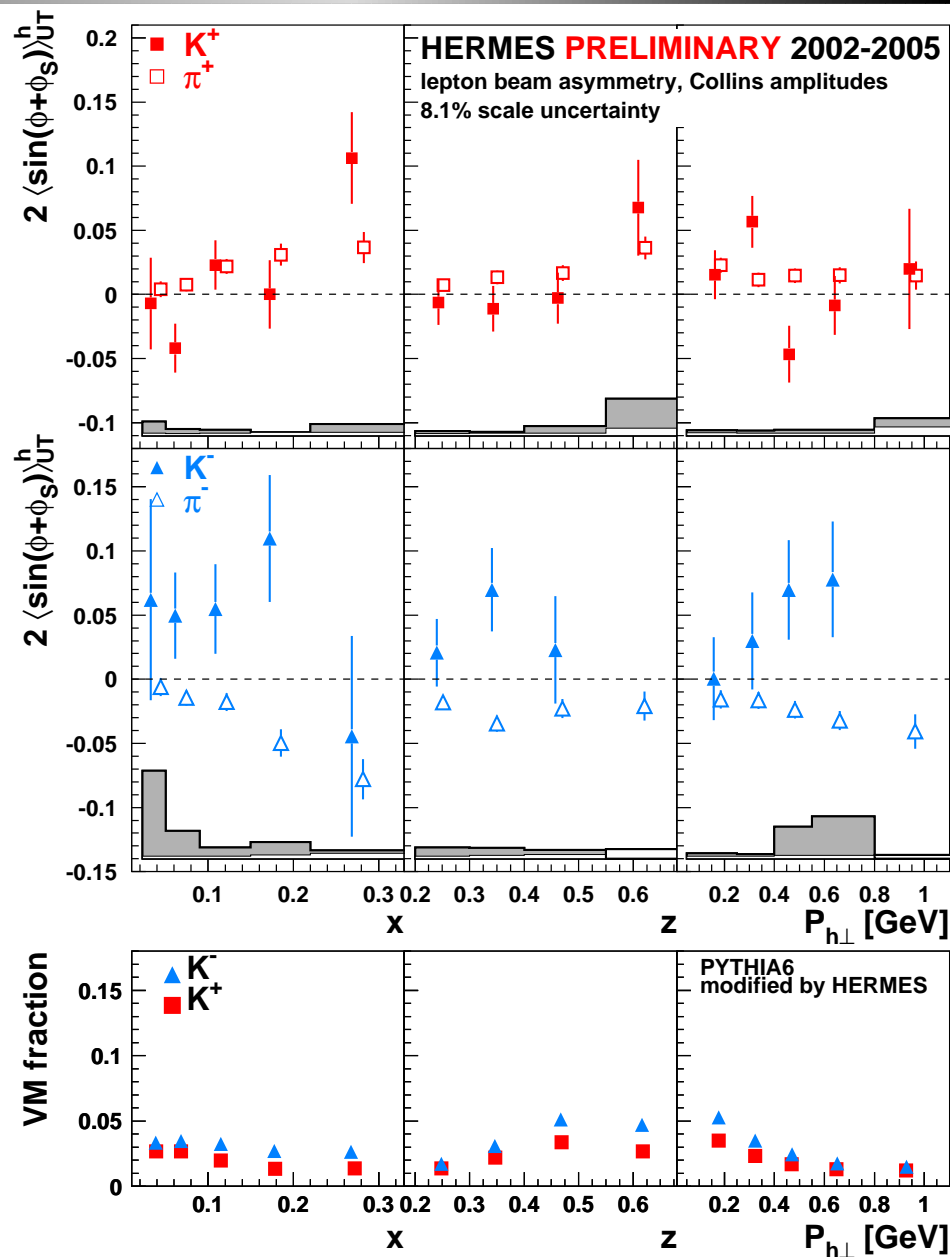 2 ⟨sin(ϕ+ϕ_S)⟩^h_UT
0.2
0.15
0.1
0.05
0
-0.05
-0.1
K⁺
π⁺
HERMES PRELIMINARY 2002-2005
lepton beam asymmetry, Collins amplitudes
8.1% scale uncertainty
2 ⟨sin(ϕ+ϕ_S)⟩^h_UT
0.15
0.1
0.05
0
-0.05
-0.1
-0.15
K⁻
π⁻
0.1 0.2 0.3
x
0.2 0.3 0.4 0.5 0.6
z
0.2 0.4 0.6 0.8 1
P_h⊥ [GeV]
VM fraction
0.15
0.1
0.05
0
K⁻
K⁺
PYTHIA6
modified by HERMES
0.1 0.2 0.3
x
0.2 0.3 0.4 0.5 0.6
z
0.2 0.4 0.6 0.8 1
P_h⊥ [GeV]